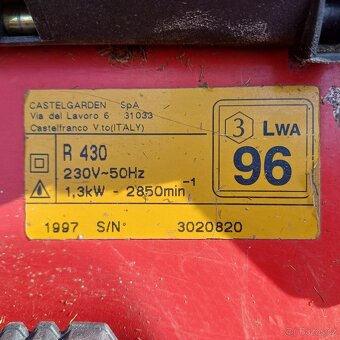 CASTELGARDEN SpA
Via del Lavoro 6 31033
Castelfranco V.to(ITALY)
R 430
230V~50Hz
1,3kW - 2850min⁻¹
3 LWA
96
1997 S/N° 3020820